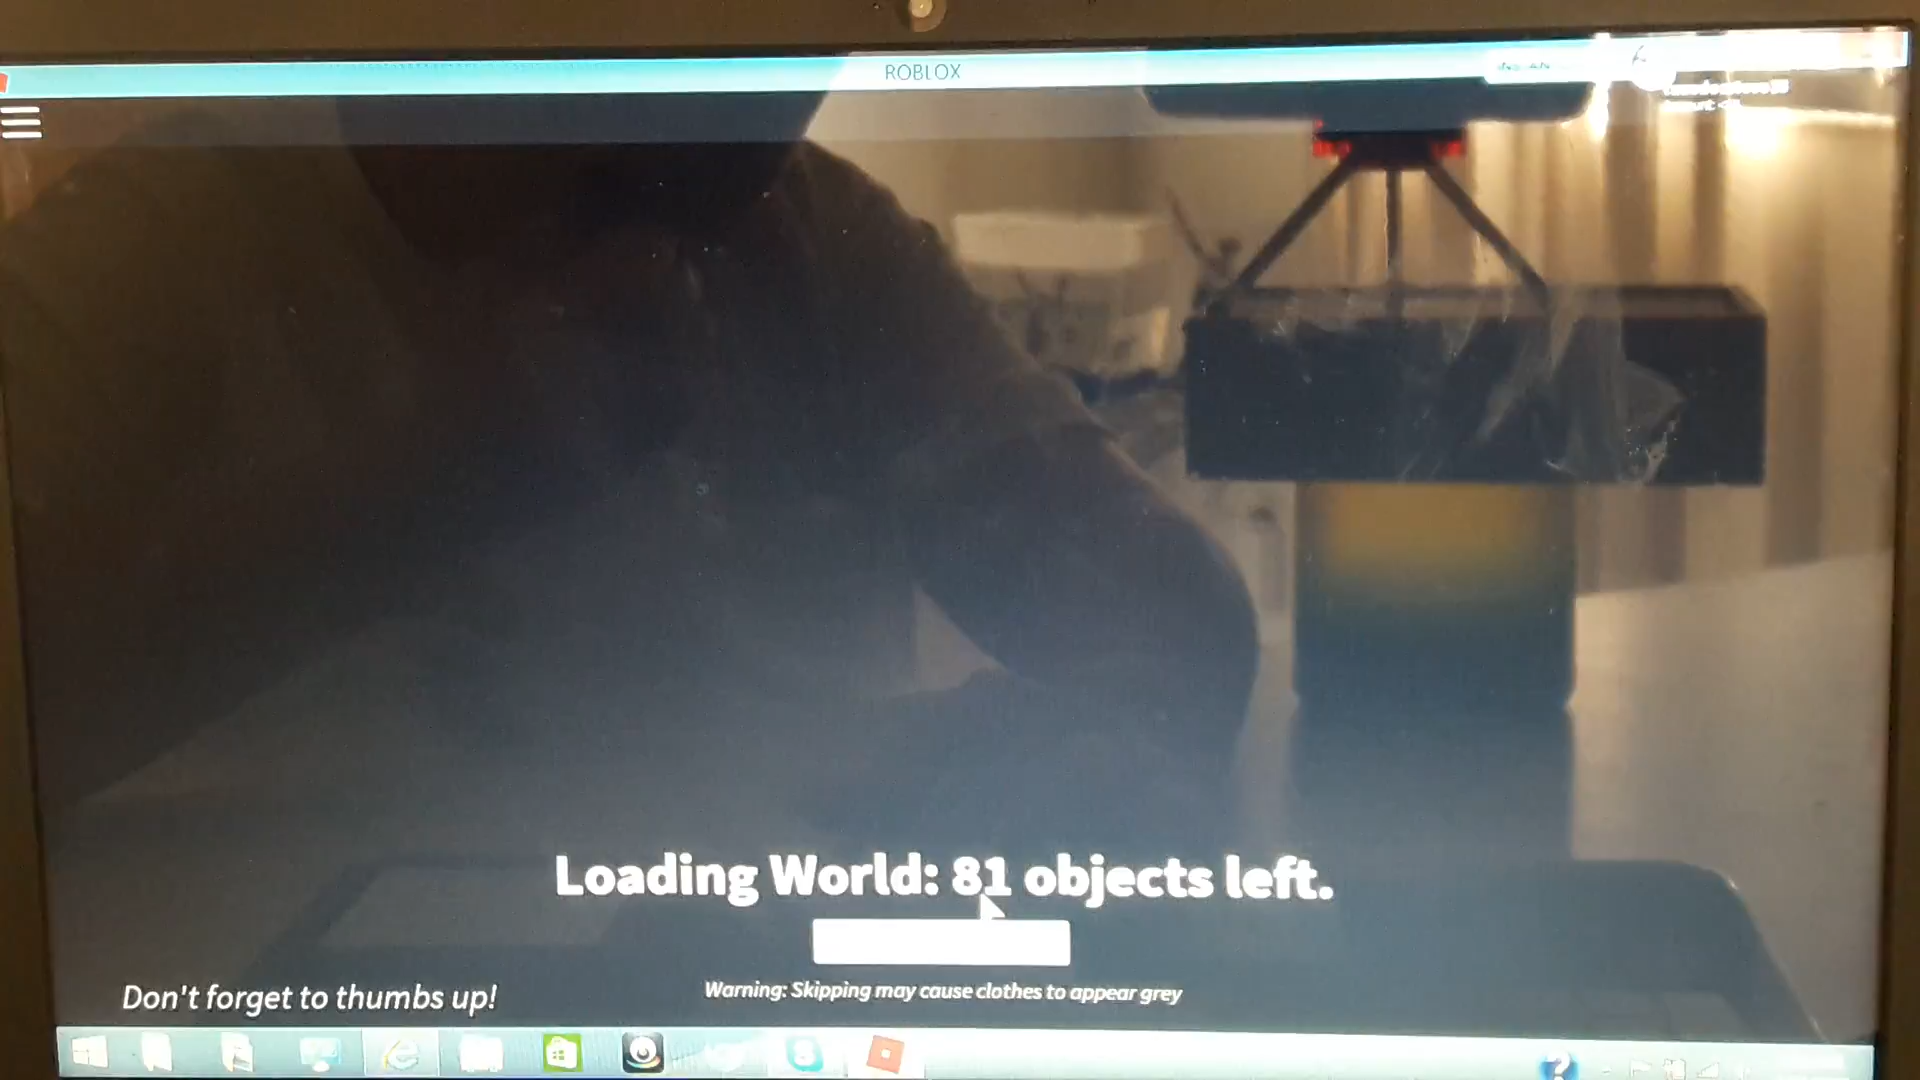 ROBLOX
Loading World: 81 objects left.
Warning: Skipping may cause clothes to appear grey
Don't forget to thumbs up!